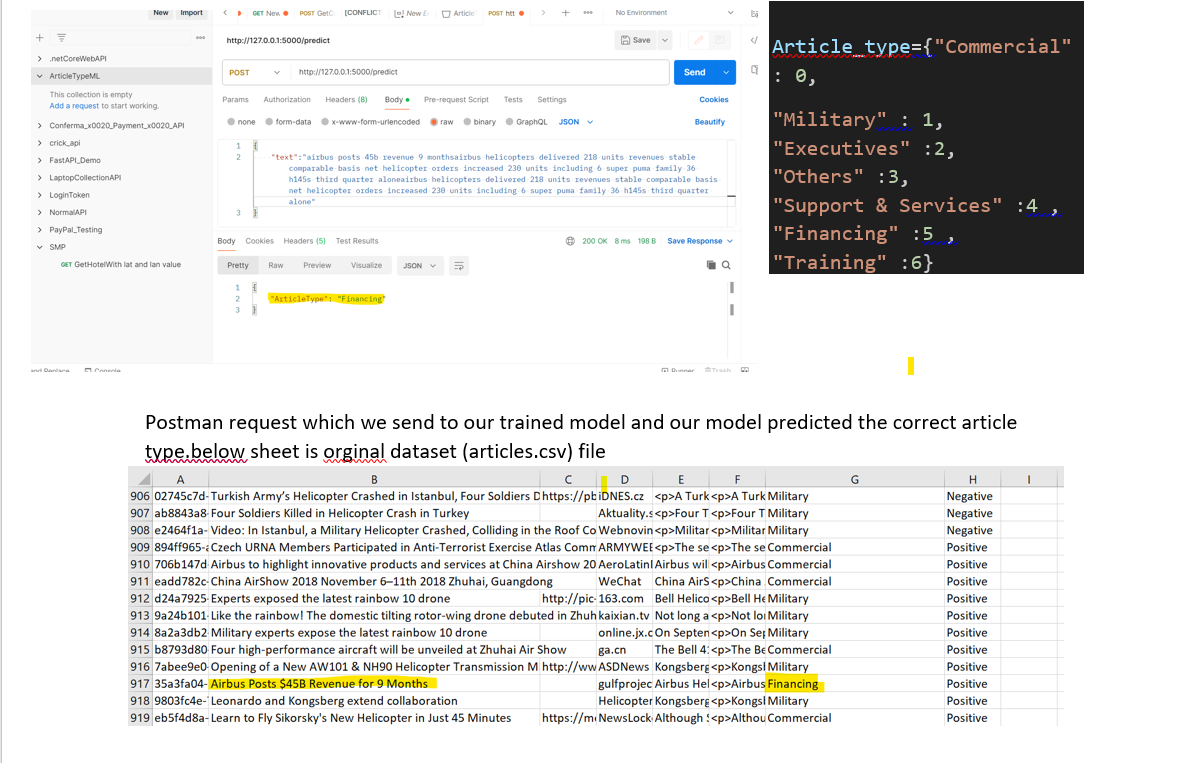 New Import
GET New POST GetC [CONFLICT New E Article POST htt No Environment
http://127.0.0.1:5000/predict Save
.netCoreWebAPI
ArticleTypeML
This collection is empty
Add a request to start working.
Conferma_x0020_Payment_x0020_API
crick_api
FastAPI_Demo
LaptopCollectionAPI
LoginToken
NormalAPI
PayPal_Testing
SMP
GET GetHotelWith lat and lan value
POST http://127.0.0.1:5000/predict Send
Params Authorization Headers (8) Body Pre-request Script Tests Settings Cookies
none form-data x-www-form-urlencoded raw binary GraphQL JSON Beautify
1 {
2 "text":"airbus posts 45b revenue 9 monthsairbus helicopters delivered 218 units revenues stable
comparable basis net helicopter orders increased 230 units including 6 super puma family 36
h145s third quarter aloneairbus helicopters delivered 218 units revenues stable comparable basis
net helicopter orders increased 230 units including 6 super puma family 36 h145s third quarter
alone"
3 }
Body Cookies Headers (5) Test Results 200 OK 8 ms 198 B Save Response
Pretty Raw Preview Visualize JSON
1 {
2 "ArticleType": "Financing"
3 }
and Replace Console Runner Trash
Article_type={"Commercial"
: 0,
"Military" : 1,
"Executives" :2,
"Others" :3,
"Support & Services" :4 ,
"Financing" :5 ,
"Training" :6}
Postman request which we send to our trained model and our model predicted the correct article
type.below sheet is orginal dataset (articles.csv) file
A B C D E F G H I
906 02745c7d- Turkish Army's Helicopter Crashed in Istanbul, Four Soldiers D https://pb iDNES.cz <p>A Turk <p>A Turk Military Negative
907 ab8843a8- Four Soldiers Killed in Helicopter Crash in Turkey Aktuality.s <p>Four T <p>Four T Military Negative
908 e2464f1a- Video: In Istanbul, a Military Helicopter Crashed, Colliding in the Roof Co Webnovin <p>Militar <p>Militar Military Negative
909 894ff965-a Czech URNA Members Participated in Anti-Terrorist Exercise Atlas Comm ARMYWEE <p>The se <p>The se Commercial Positive
910 706b147d Airbus to highlight innovative products and services at China Airshow 20 AeroLatinI Airbus wil <p>Airbus Commercial Positive
911 eadd782c- China AirShow 2018 November 6–11th 2018 Zhuhai, Guangdong WeChat China AirS <p>China Commercial Positive
912 d24a7925- Experts exposed the latest rainbow 10 drone http://pic- 163.com Bell Helico <p>Bell He Military Positive
913 9a24b101- Like the rainbow! The domestic tilting rotor-wing drone debuted in Zhuh kaixian.tv Not long a <p>Not lo Military Positive
914 8a2a3db2- Military experts expose the latest rainbow 10 drone online.jx.c On Septen <p>On Sep Military Positive
915 b8793d80- Four high-performance aircraft will be unveiled at Zhuhai Air Show ga.cn The Bell 41 <p>The Be Commercial Positive
916 7abee9e0- Opening of a New AW101 & NH90 Helicopter Transmission M http://ww ASDNews Kongsberg <p>Kongsl Military Positive
917 35a3fa04- Airbus Posts $45B Revenue for 9 Months gulfprojec Airbus Hel <p>Airbus Financing Positive
918 9803fc4e- Leonardo and Kongsberg extend collaboration Helicopter Kongsberg <p>Kongsl Military Positive
919 eb5f4d8a- Learn to Fly Sikorsky's New Helicopter in Just 45 Minutes https://m NewsLock Although S <p>Althou Commercial Positive